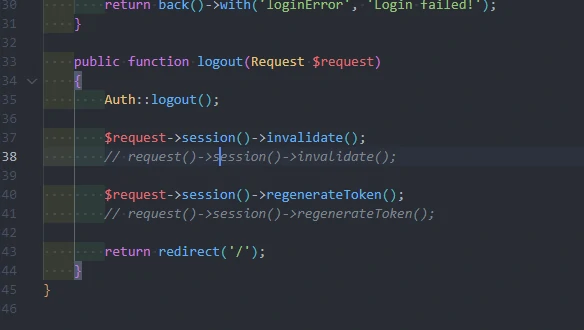 30 return back()->with('loginError', 'Login failed!');
31 }
32
33 public function logout(Request $request)
34 {
35 Auth::logout();
36
37 $request->session()->invalidate();
38 // request()->session()->invalidate();
39
40 $request->session()->regenerateToken();
41 // request()->session()->regenerateToken();
42
43 return redirect('/');
44 }
45 }
46